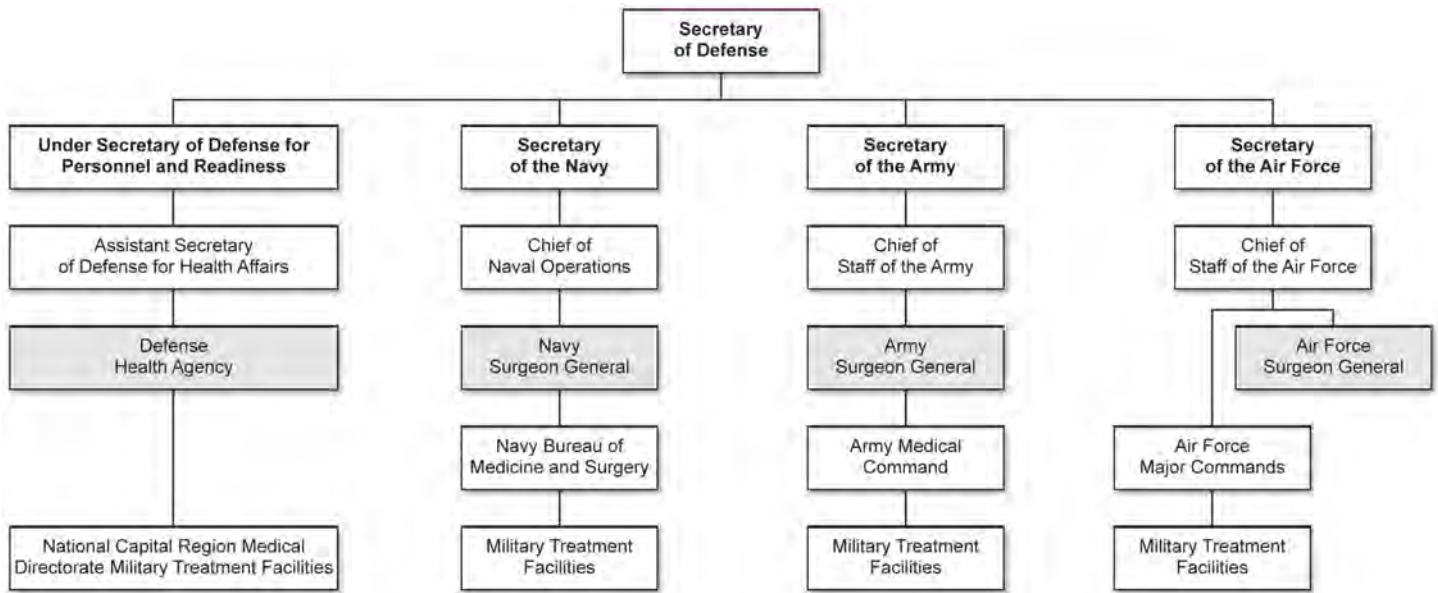 Secretary
of Defense
Under Secretary of Defense for
Personnel and Readiness
Secretary
of the Navy
Secretary
of the Army
Secretary
of the Air Force
Assistant Secretary
of Defense for Health Affairs
Chief of
Naval Operations
Chief of
Staff of the Army
Chief of
Staff of the Air Force
Defense
Health Agency
Navy
Surgeon General
Army
Surgeon General
Air Force
Surgeon General
Navy Bureau of
Medicine and Surgery
Army Medical
Command
Air Force
Major Commands
National Capital Region Medical
Directorate Military Treatment Facilities
Military Treatment
Facilities
Military Treatment
Facilities
Military Treatment
Facilities